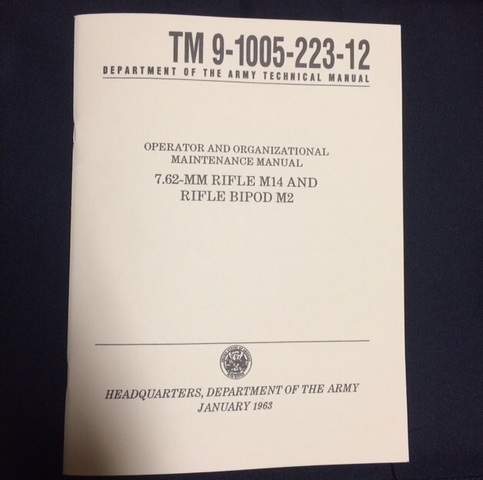 TM 9-1005-223-12
DEPARTMENT OF THE ARMY TECHNICAL MANUAL
OPERATOR AND ORGANIZATIONAL
MAINTENANCE MANUAL
7.62-MM RIFLE M14 AND
RIFLE BIPOD M2
HEADQUARTERS, DEPARTMENT OF THE ARMY
JANUARY 1963